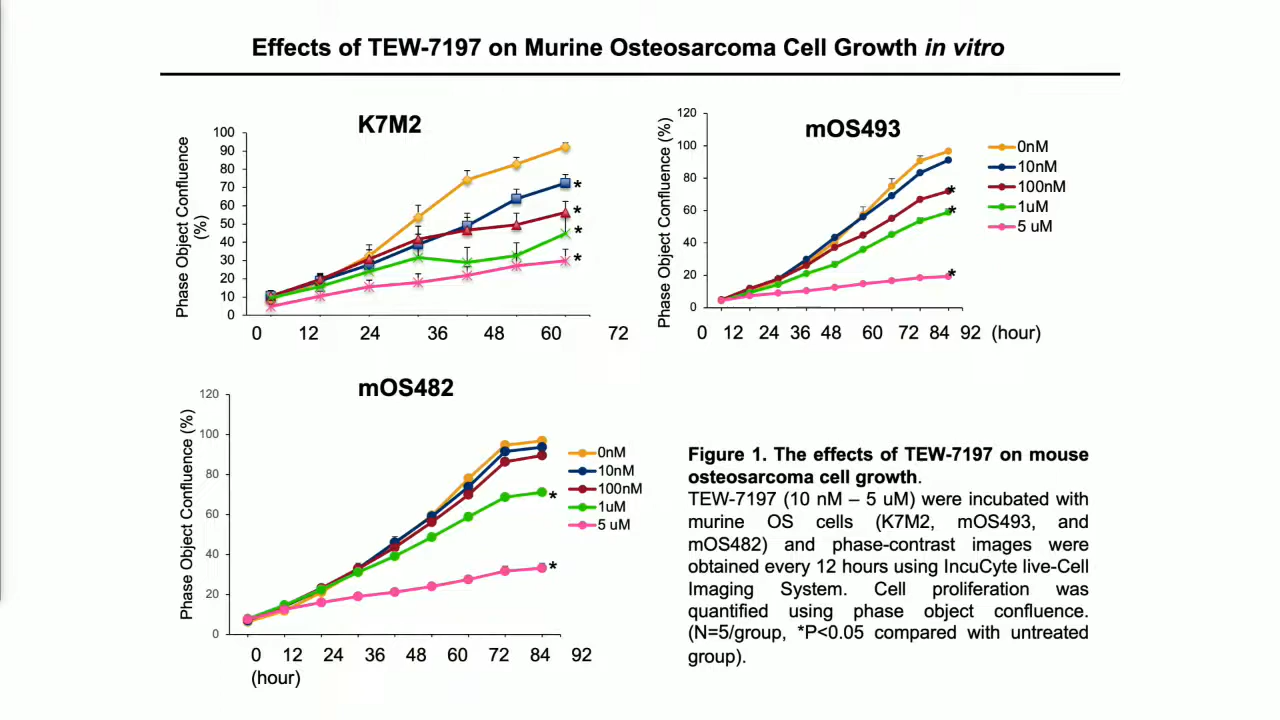 Effects of TEW-7197 on Murine Osteosarcoma Cell Growth in vitro
K7M2
Phase Object Confluence
(%)
100
90
80
70
60
50
40
30
20
10
0
*
*
*
*
0 12 24 36 48 60 72
mOS493
Phase Object Confluence (%)
120
100
80
60
40
20
0
*
*
*
0 12 24 36 48 60 72 84 92 (hour)
0nM
10nM
100nM
1uM
5 uM
mOS482
Phase Object Confluence (%)
120
100
80
60
40
20
0
*
*
0 12 24 36 48 60 72 84 92
(hour)
0nM
10nM
100nM
1uM
5 uM
Figure 1. The effects of TEW-7197 on mouse
osteosarcoma cell growth.
TEW-7197 (10 nM – 5 uM) were incubated with
murine OS cells (K7M2, mOS493, and
mOS482) and phase-contrast images were
obtained every 12 hours using IncuCyte live-Cell
Imaging System. Cell proliferation was
quantified using phase object confluence.
(N=5/group, *P<0.05 compared with untreated
group).